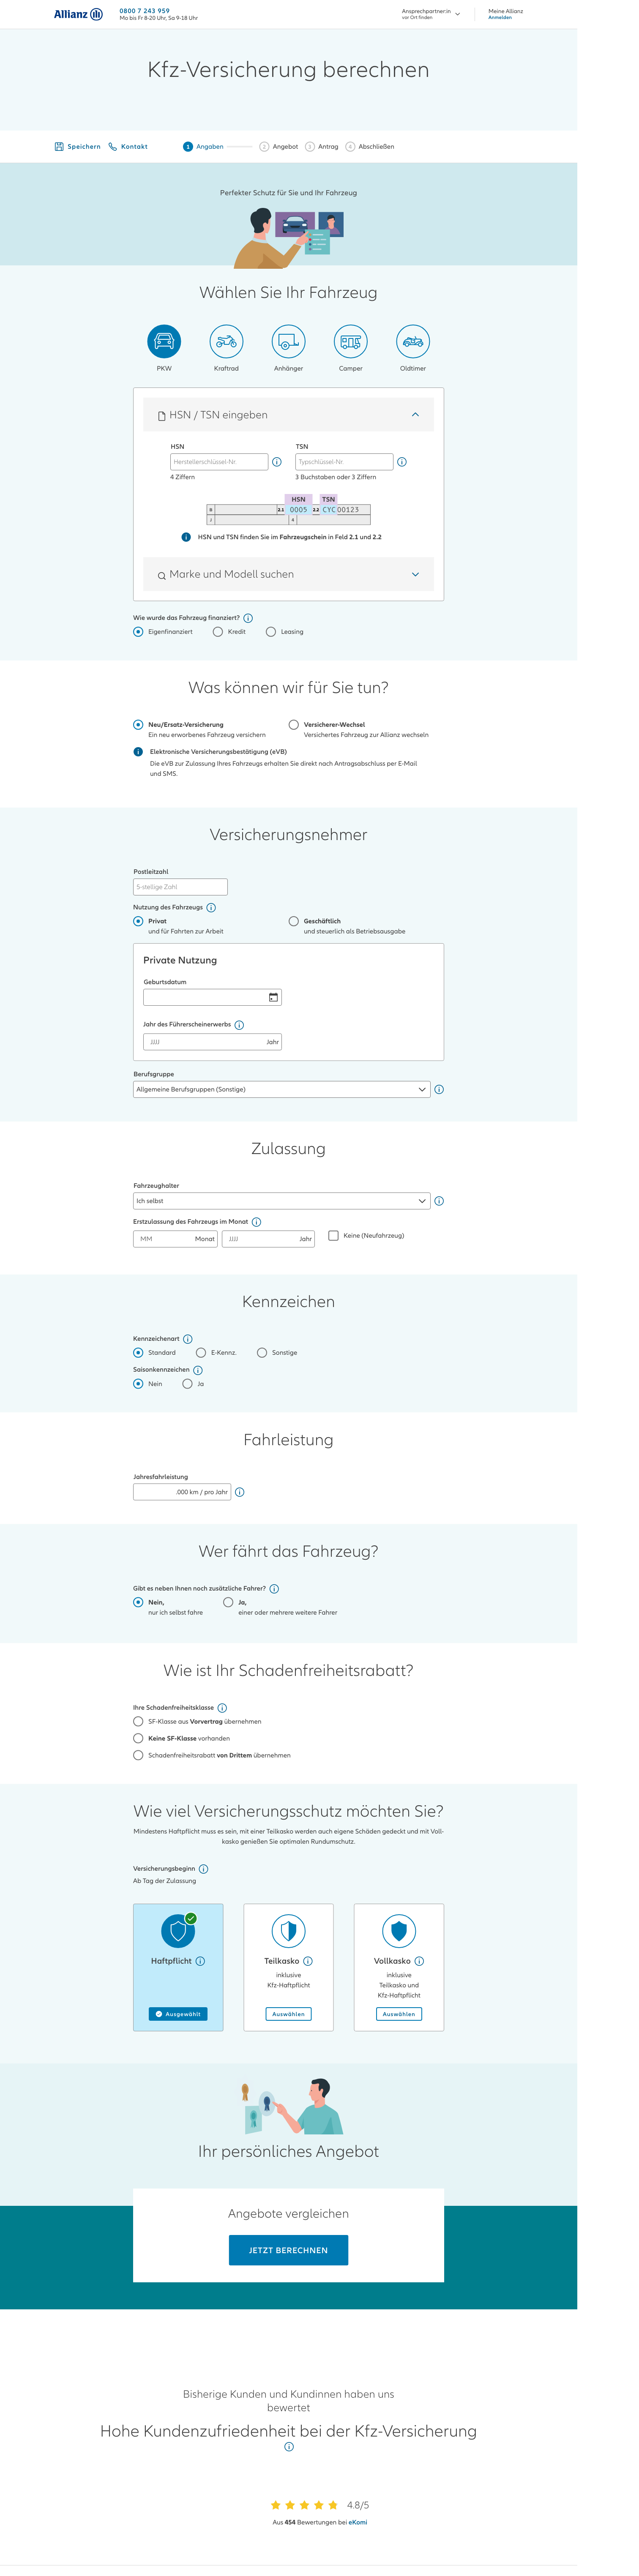 Allianz
0800 7 243 959
Mo bis Fr 8-20 Uhr, Sa 9-18 Uhr
Ansprechpartner:in
vor Ort finden
Meine Allianz
Anmelden
Kfz-Versicherung berechnen
Speichern
Kontakt
1 Angaben
2 Angebot
3 Antrag
4 Abschließen
Perfekter Schutz für Sie und Ihr Fahrzeug
Wählen Sie Ihr Fahrzeug
PKW
Kraftrad
Anhänger
Camper
Oldtimer
HSN / TSN eingeben
HSN
TSN
Herstellerschlüssel-Nr.
Typschlüssel-Nr.
4 Ziffern
3 Buchstaben oder 3 Ziffern
HSN TSN
B 2.1 0005 2.2 CYC00123
J 4
HSN und TSN finden Sie im Fahrzeugschein in Feld 2.1 und 2.2
Marke und Modell suchen
Wie wurde das Fahrzeug finanziert?
Eigenfinanziert
Kredit
Leasing
Was können wir für Sie tun?
Neu/Ersatz-Versicherung
Ein neu erworbenes Fahrzeug versichern
Versicherer-Wechsel
Versichertes Fahrzeug zur Allianz wechseln
Elektronische Versicherungsbestätigung (eVB)
Die eVB zur Zulassung Ihres Fahrzeugs erhalten Sie direkt nach Antragsabschluss per E-Mail
und SMS.
Versicherungsnehmer
Postleitzahl
5-stellige Zahl
Nutzung des Fahrzeugs
Privat
und für Fahrten zur Arbeit
Geschäftlich
und steuerlich als Betriebsausgabe
Private Nutzung
Geburtsdatum
Jahr des Führerscheinerwerbs
JJJJ Jahr
Berufsgruppe
Allgemeine Berufsgruppen (Sonstige)
Zulassung
Fahrzeughalter
Ich selbst
Erstzulassung des Fahrzeugs im Monat
MM Monat
JJJJ Jahr
Keine (Neufahrzeug)
Kennzeichen
Kennzeichenart
Standard
E-Kennz.
Sonstige
Saisonkennzeichen
Nein
Ja
Fahrleistung
Jahresfahrleistung
.000 km / pro Jahr
Wer fährt das Fahrzeug?
Gibt es neben Ihnen noch zusätzliche Fahrer?
Nein,
nur ich selbst fahre
Ja,
einer oder mehrere weitere Fahrer
Wie ist Ihr Schadenfreiheitsrabatt?
Ihre Schadenfreiheitsklasse
SF-Klasse aus Vorvertrag übernehmen
Keine SF-Klasse vorhanden
Schadenfreiheitsrabatt von Drittem übernehmen
Wie viel Versicherungsschutz möchten Sie?
Mindestens Haftpflicht muss es sein, mit einer Teilkasko werden auch eigene Schäden gedeckt und mit Voll-
kasko genießen Sie optimalen Rundumschutz.
Versicherungsbeginn
Ab Tag der Zulassung
Haftpflicht
Ausgewählt
Teilkasko
inklusive
Kfz-Haftpflicht
Auswählen
Vollkasko
inklusive
Teilkasko und
Kfz-Haftpflicht
Auswählen
Ihr persönliches Angebot
Angebote vergleichen
JETZT BERECHNEN
Bisherige Kunden und Kundinnen haben uns
bewertet
Hohe Kundenzufriedenheit bei der Kfz-Versicherung
4.8/5
Aus 454 Bewertungen bei eKomi